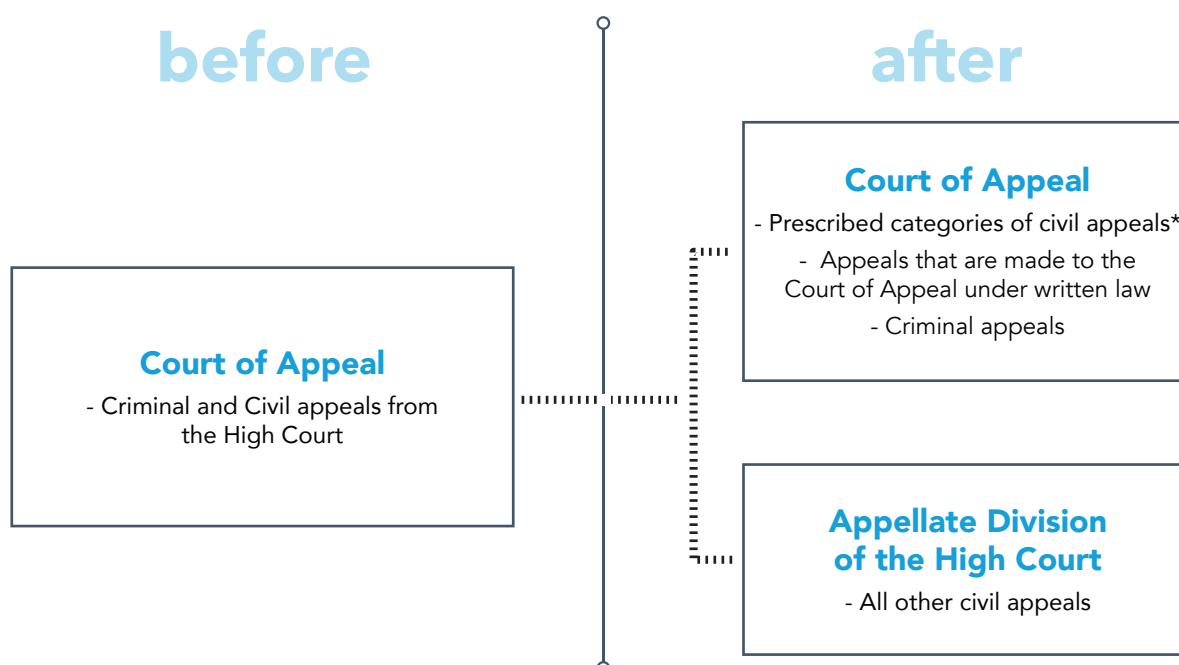 before
Court of Appeal
- Criminal and Civil appeals from
the High Court
after
Court of Appeal
- Prescribed categories of civil appeals*
- Appeals that are made to the
Court of Appeal under written law
- Criminal appeals
Appellate Division
of the High Court
- All other civil appeals